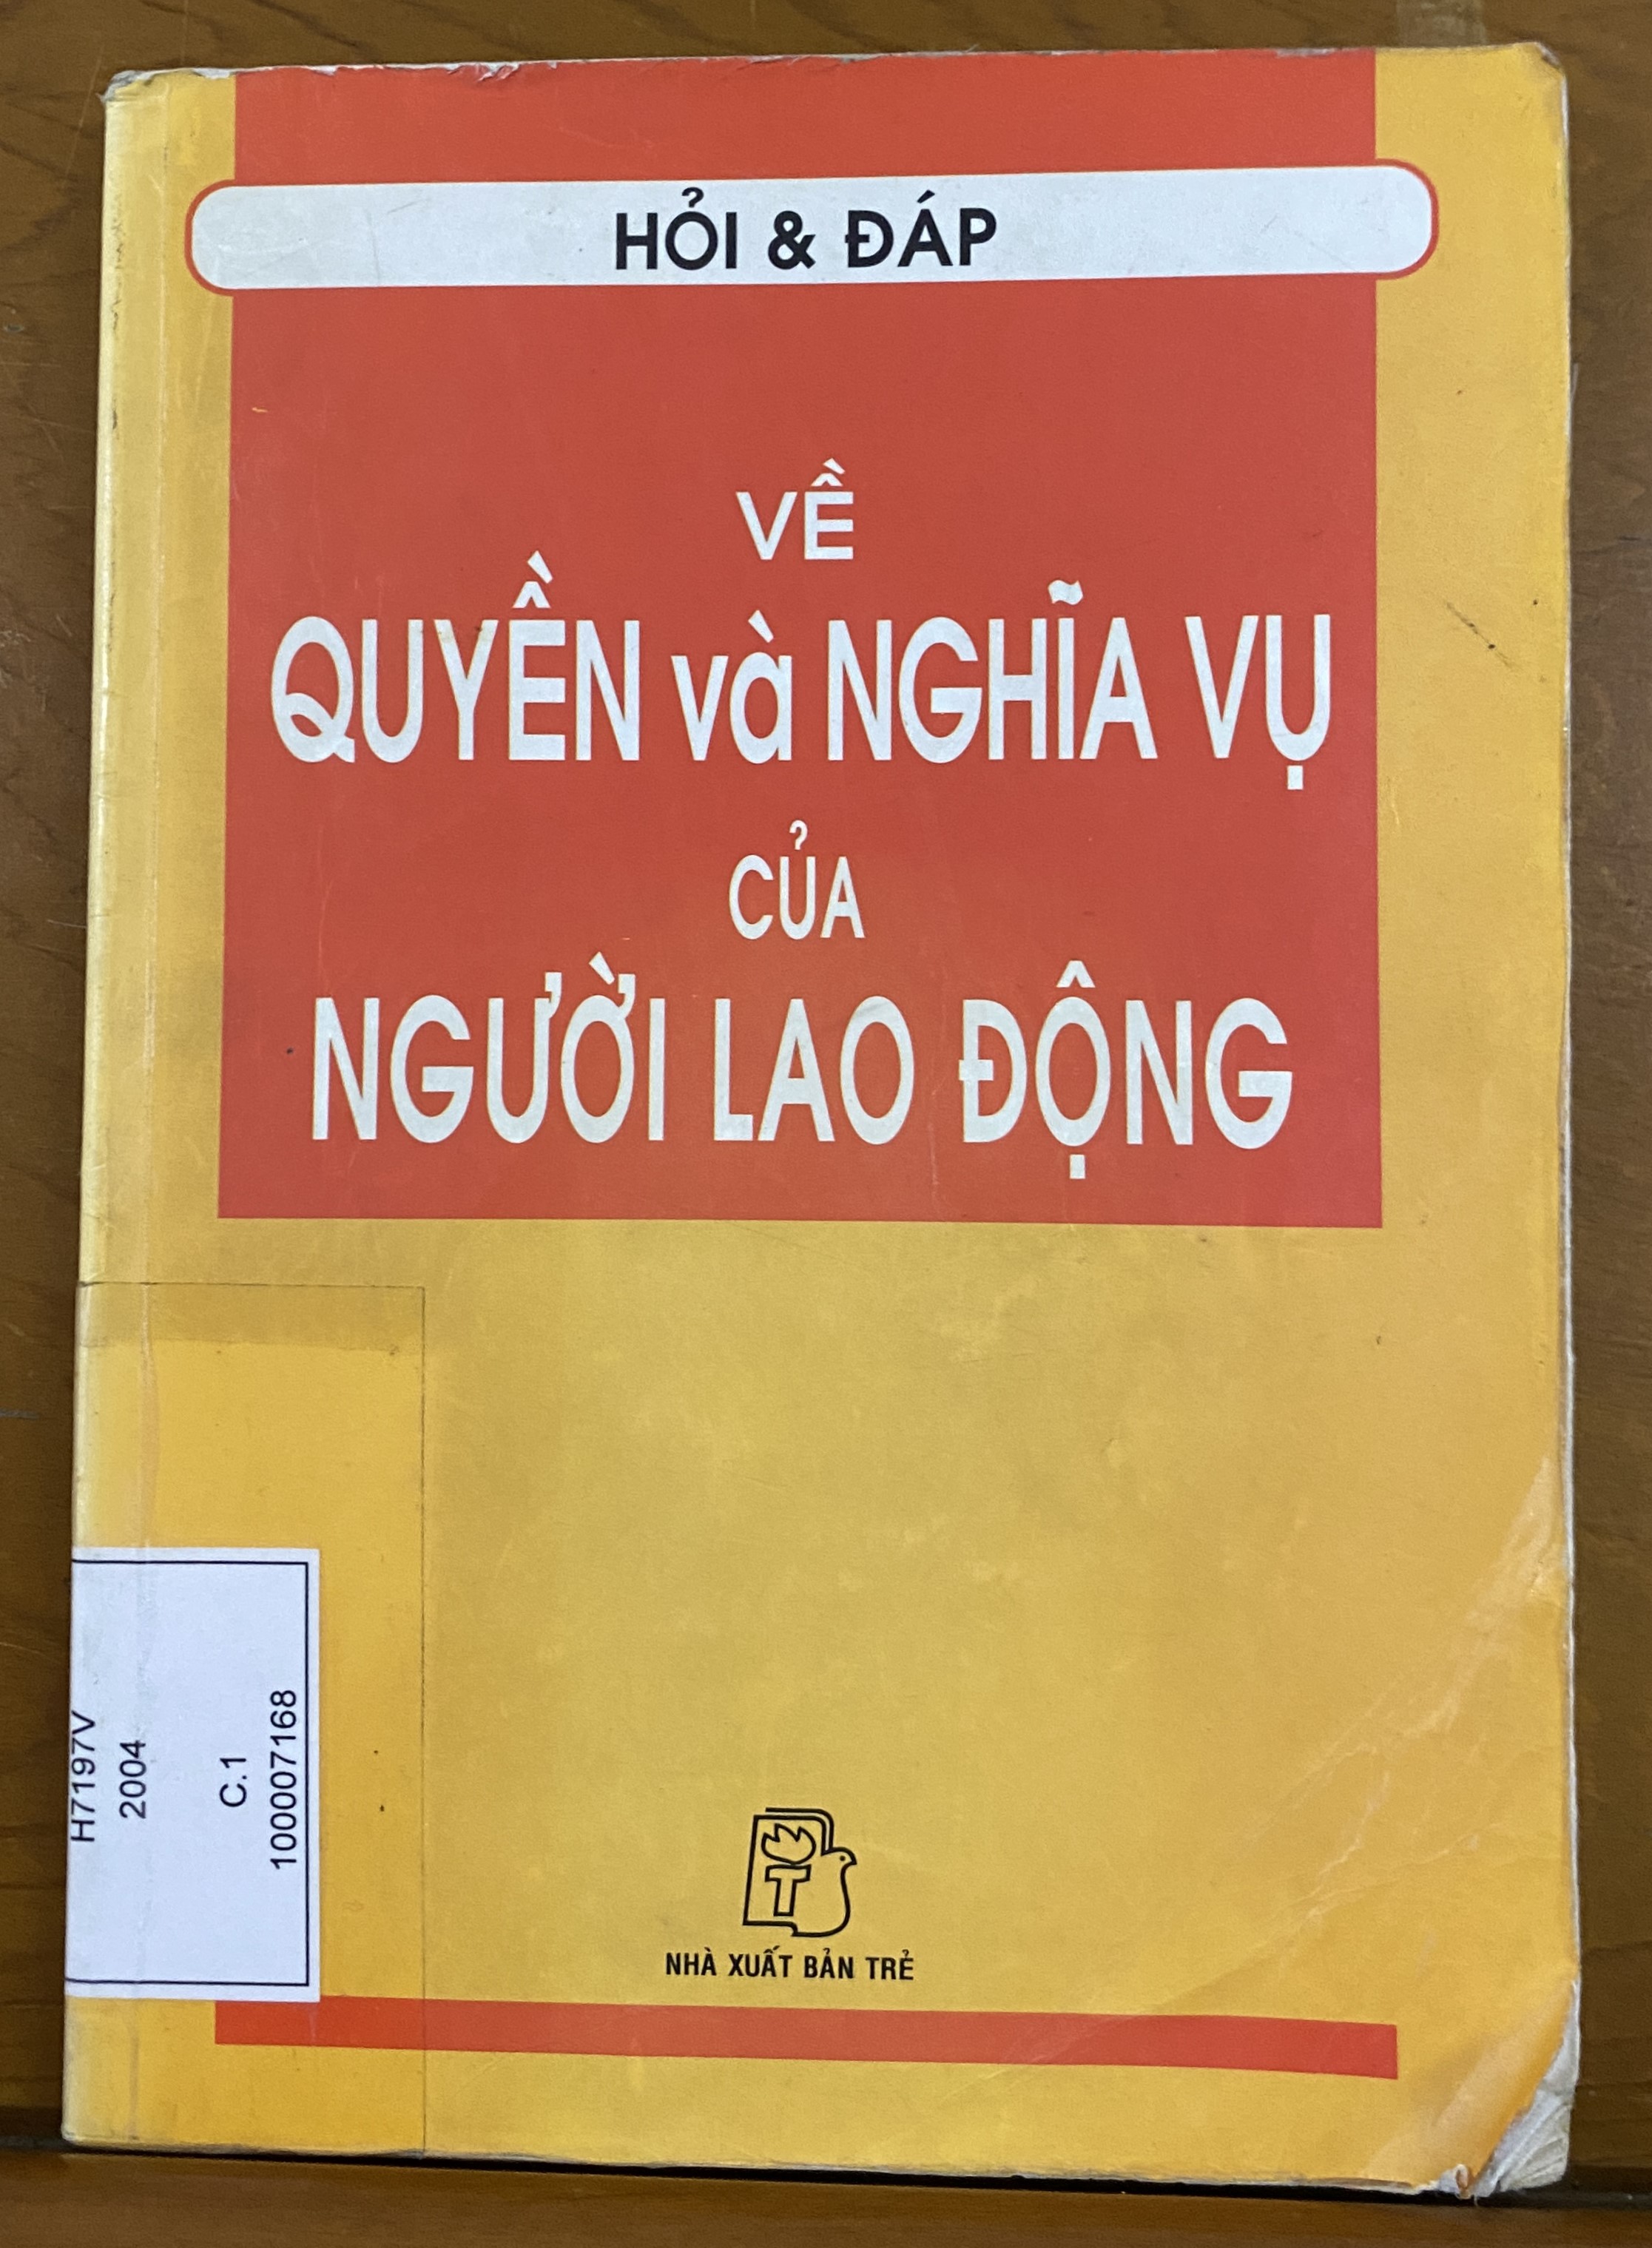 HỎI & ĐÁP
VỀ
QUYỀN và NGHĨA VỤ
CỦA
NGƯỜI LAO ĐỘNG
H7197V
2004
C.1
100007168
T
NHÀ XUẤT BẢN TRẺ